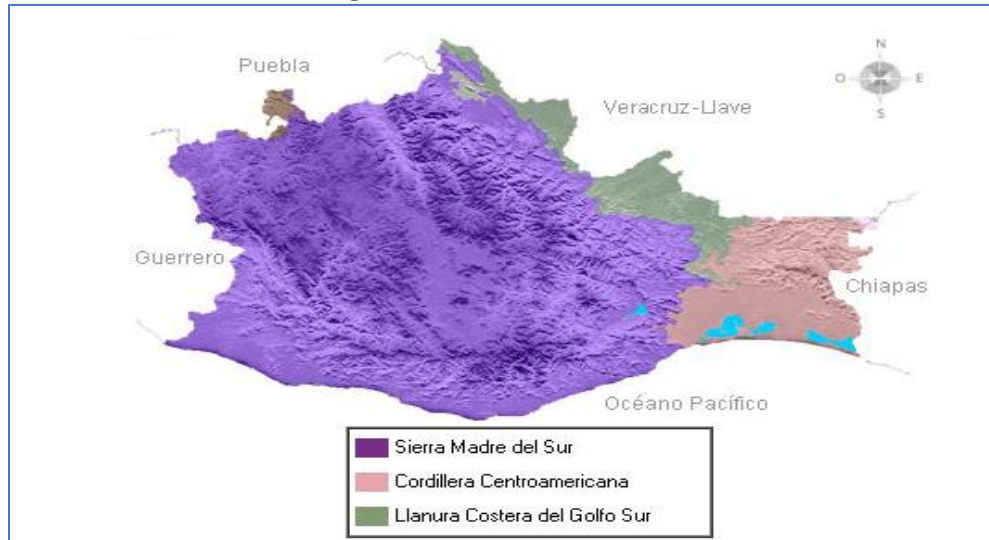 Puebla
N
O
E
S
Veracruz-Llave
Guerrero
Chiapas
Océano Pacífico
Sierra Madre del Sur
Cordillera Centroamericana
Llanura Costera del Golfo Sur